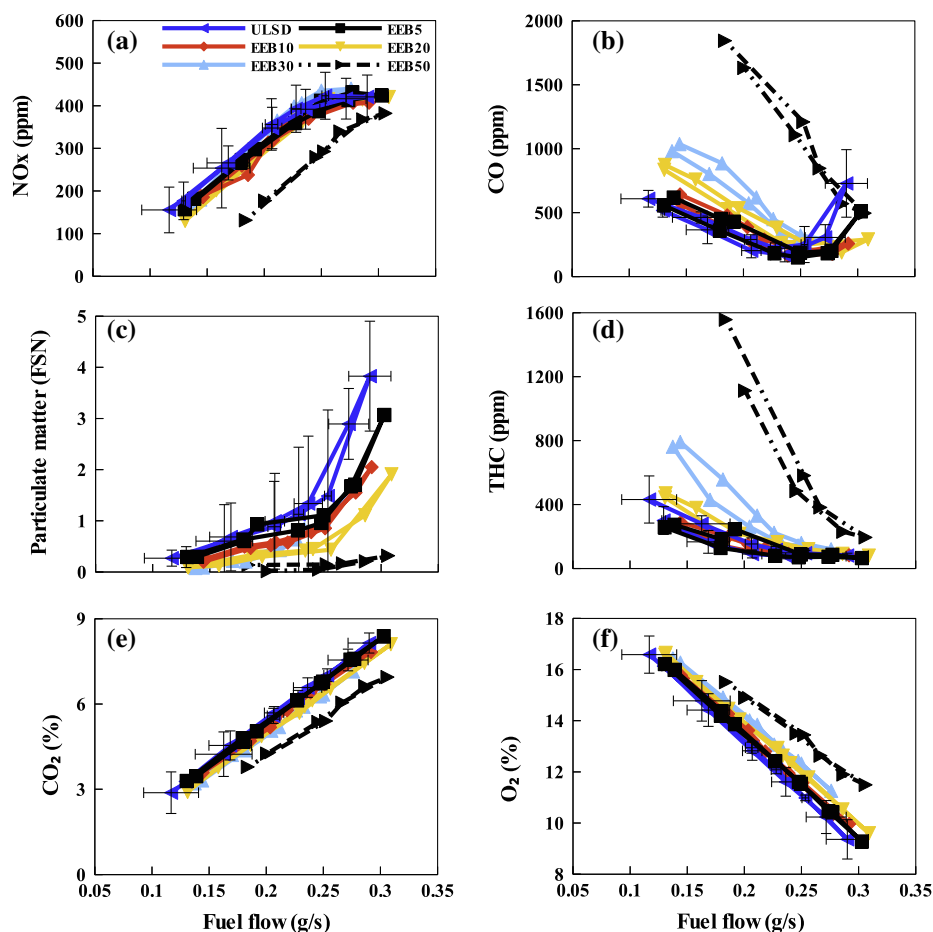 (a)
ULSD EEB5
EEB10 EEB20
EEB30 EEB50
600
500
400
300
200
100
0
NOx (ppm)
(b)
2000
1500
1000
500
0
CO (ppm)
(c)
5
4
3
2
1
0
Particulate matter (FSN)
(d)
1600
1200
800
400
0
THC (ppm)
(e)
9
6
3
0
CO₂ (%)
0.05 0.1 0.15 0.2 0.25 0.3 0.35
Fuel flow (g/s)
(f)
18
16
14
12
10
8
O₂ (%)
0.05 0.1 0.15 0.2 0.25 0.3 0.35
Fuel flow (g/s)